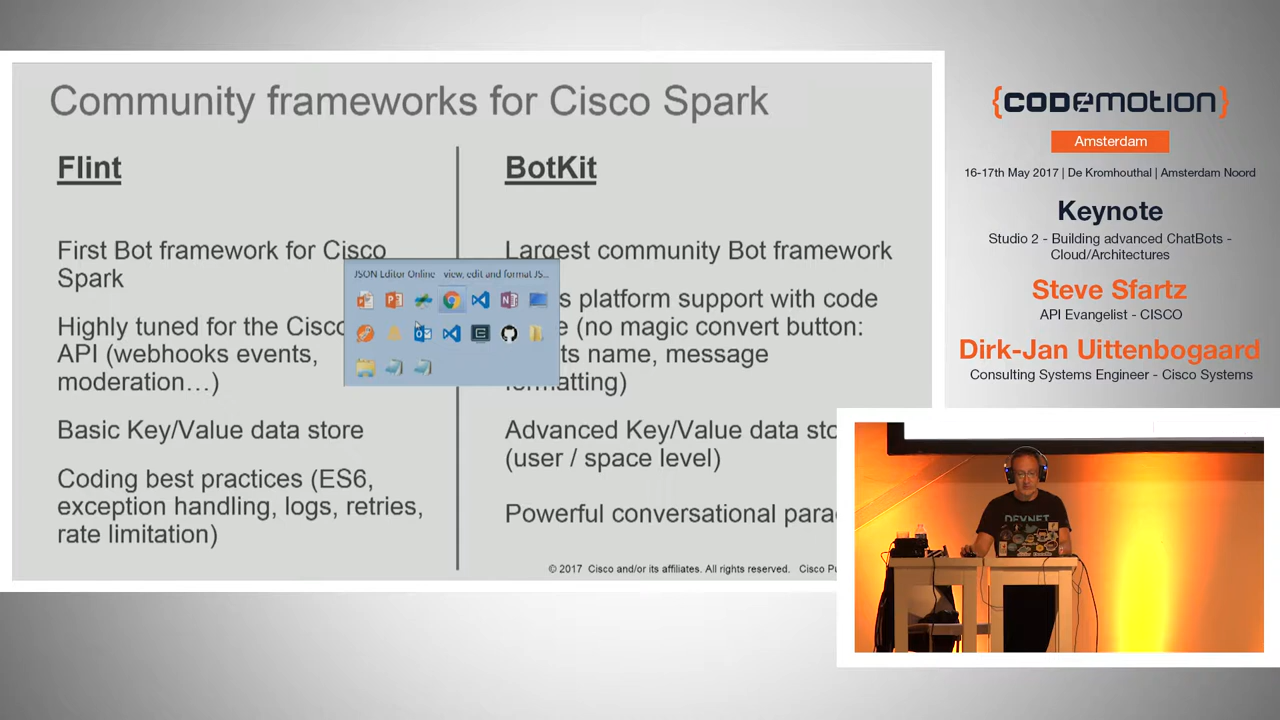 Community frameworks for Cisco Spark
Flint
First Bot framework for Cisco
Spark
Highly tuned for the Cisco
API (webhooks events,
moderation…)
Basic Key/Value data store
Coding best practices (ES6,
exception handling, logs, retries,
rate limitation)
BotKit
Largest community Bot framework
platform support with code
(no magic convert button:
name, message
formatting)
Advanced Key/Value data
(user / space level)
Powerful conversational
© 2017 Cisco and/or its affiliates. All rights reserved. Cisco
JSON Editor Online view, edit and format JS...
{CODEMOTION}
Amsterdam
16-17th May 2017 | De Kromhouthal | Amsterdam Noord
Keynote
Studio 2 - Building advanced ChatBots -
Cloud/Architectures
Steve Sfartz
API Evangelist - CISCO
Dirk-Jan Uittenbogaard
Consulting Systems Engineer - Cisco Systems
DEVNET